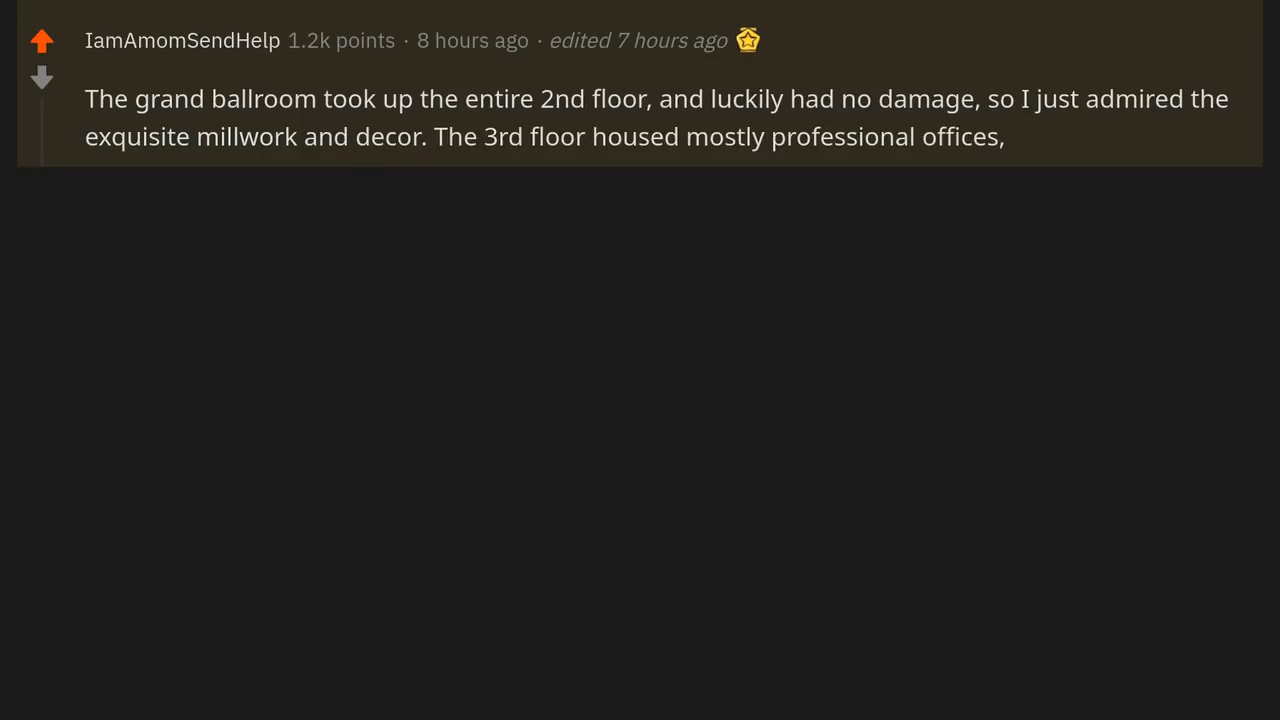 IamAmomSendHelp 1.2k points · 8 hours ago · edited 7 hours ago
The grand ballroom took up the entire 2nd floor, and luckily had no damage, so I just admired the
exquisite millwork and decor. The 3rd floor housed mostly professional offices,